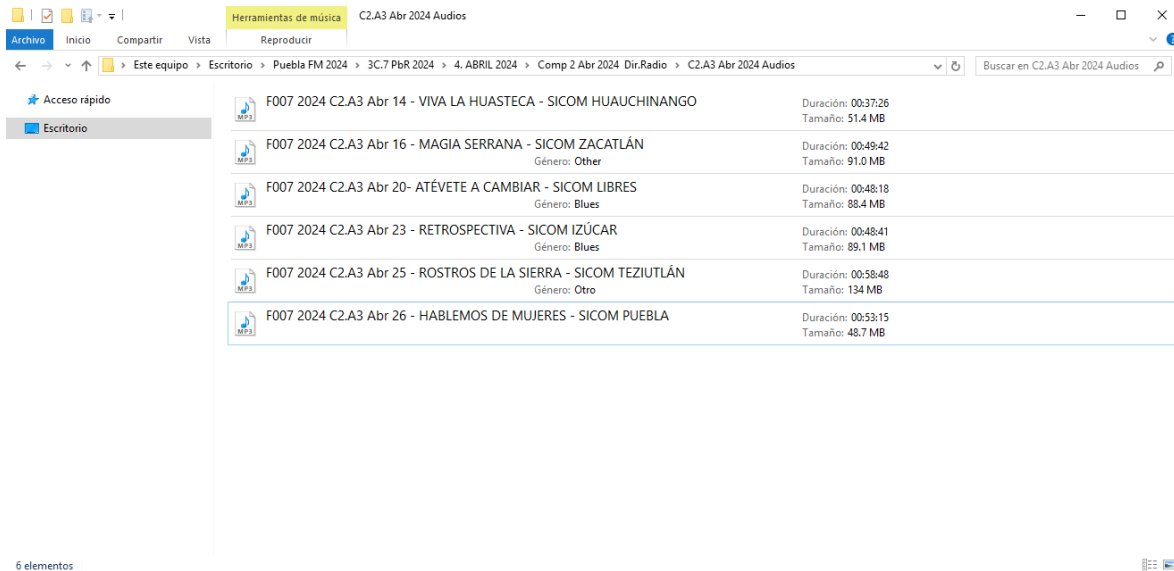 Herramientas de música C2.A3 Abr 2024 Audios
Archivo Inicio Compartir Vista Reproducir
Este equipo > Escritorio > Puebla FM 2024 > 3C.7 PbR 2024 > 4. ABRIL 2024 > Comp 2 Abr 2024 Dir.Radio > C2.A3 Abr 2024 Audios Buscar en C2.A3 Abr 2024 Audios
Acceso rápido
Escritorio
F007 2024 C2.A3 Abr 14 - VIVA LA HUASTECA - SICOM HUAUCHINANGO Duración: 00:37:26
MP3 Tamaño: 51.4 MB
F007 2024 C2.A3 Abr 16 - MAGIA SERRANA - SICOM ZACATLÁN Duración: 00:49:42
MP3 Género: Other Tamaño: 91.0 MB
F007 2024 C2.A3 Abr 20- ATÉVETE A CAMBIAR - SICOM LIBRES Duración: 00:48:18
MP3 Género: Blues Tamaño: 88.4 MB
F007 2024 C2.A3 Abr 23 - RETROSPECTIVA - SICOM IZÚCAR Duración: 00:48:41
MP3 Género: Blues Tamaño: 89.1 MB
F007 2024 C2.A3 Abr 25 - ROSTROS DE LA SIERRA - SICOM TEZIUTLÁN Duración: 00:58:48
MP3 Género: Otro Tamaño: 134 MB
F007 2024 C2.A3 Abr 26 - HABLEMOS DE MUJERES - SICOM PUEBLA Duración: 00:53:15
MP3 Tamaño: 48.7 MB
6 elementos